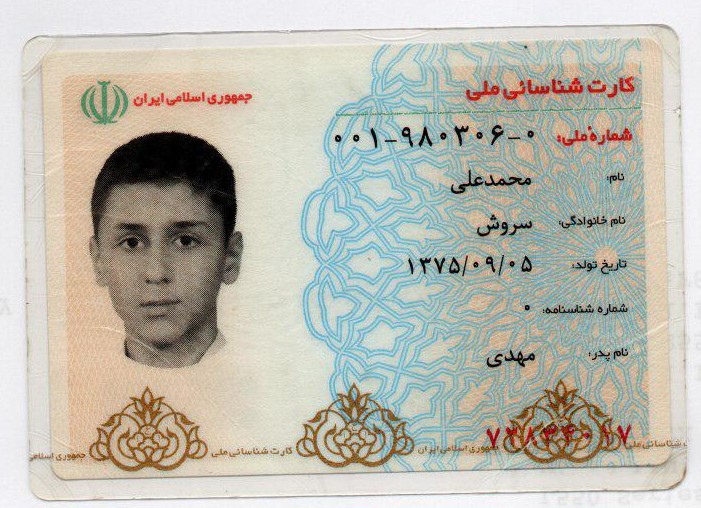 جمهوری اسلامی ایران
کارت شناسائی ملی
شماره ملی: ۰۰۱-۹۸۰۳۰۶-۰
نام: محمدعلی
نام خانوادگی: سروش
تاریخ تولد: ۱۳۷۵/۰۹/۰۵
شماره شناسنامه: ۰
نام پدر: مهدی
کارت شناسائی ملی جمهوری اسلامی ایران کارت شناسائی ملی جمهوری اسلامی